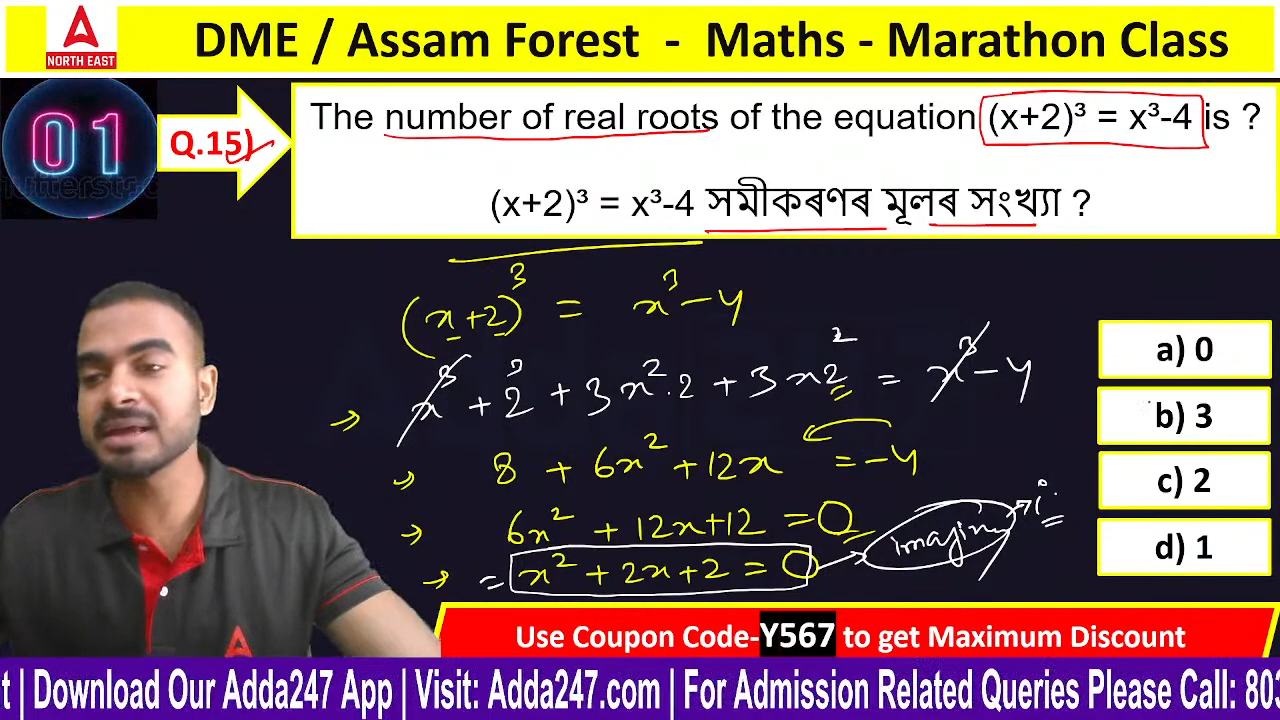 DME / Assam Forest - Maths - Marathon Class
NORTH EAST
01
Q.15)
The number of real roots of the equation (x+2)³ = x³-4 is ?
(x+2)³ = x³-4 সমীকৰণৰ মূলৰ সংখ্যা ?
(x+2)³ = x³-4
x³ + 2³ + 3x².2 + 3x2² = x³-4
8 + 6x² + 12x = -4
6x² + 12x+12 = 0
= x² + 2x+2 = 0
i
a) 0
b) 3
c) 2
d) 1
Use Coupon Code-Y567 to get Maximum Discount
t | Download Our Adda247 App | Visit: Adda247.com | For Admission Related Queries Please Call: 803